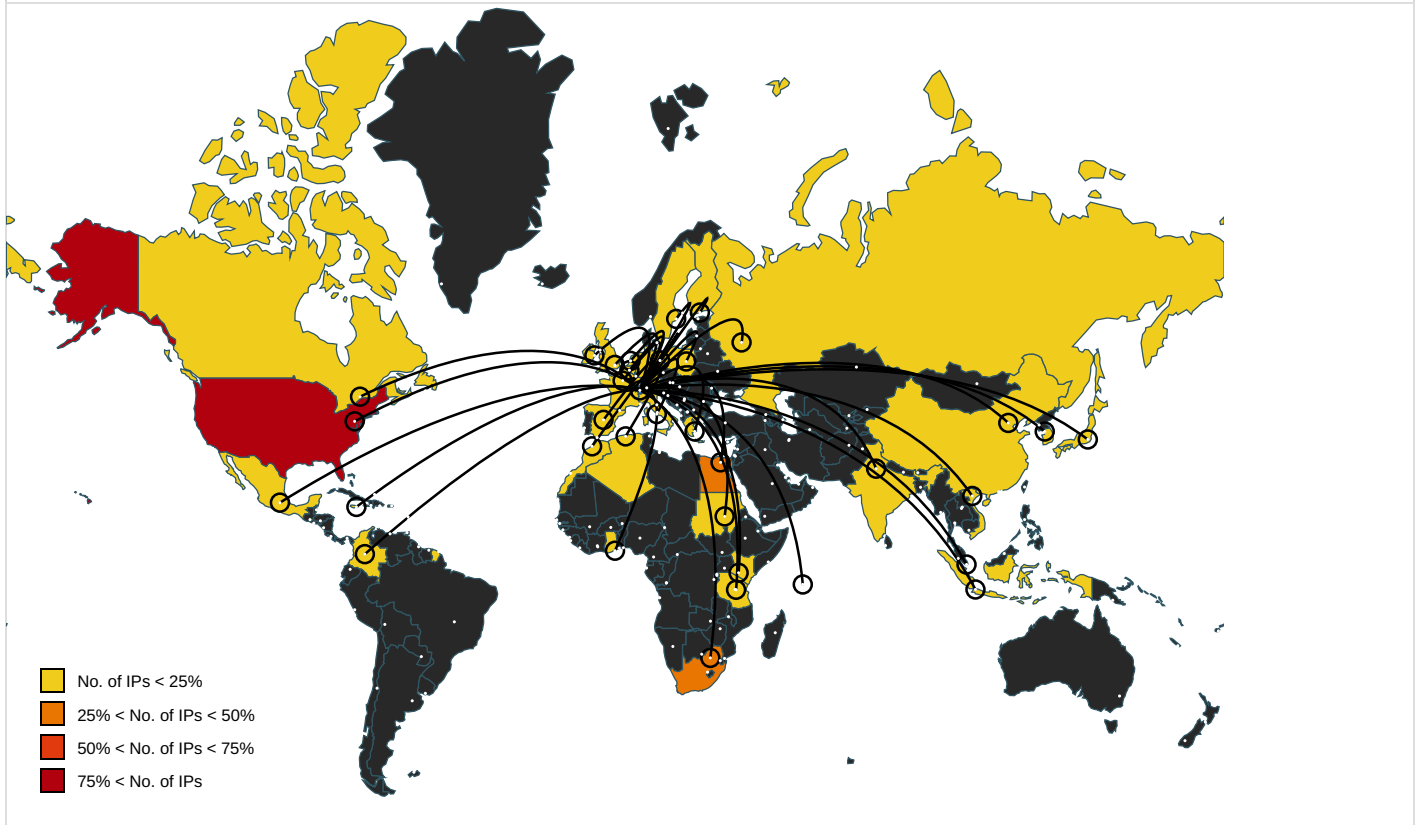 No. of IPs < 25%
25% < No. of IPs < 50%
50% < No. of IPs < 75%
75% < No. of IPs